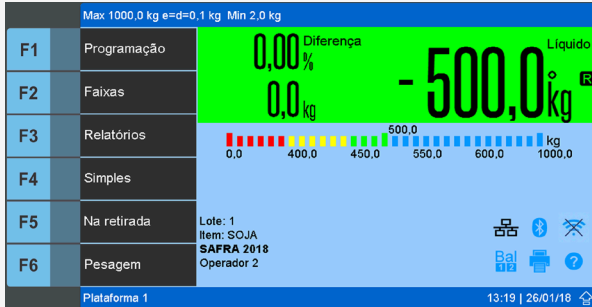 Max 1000,0 kg e=d=0,1 kg Min 2,0 kg
F1 Programação
F2 Faixas
F3 Relatórios
F4 Simples
F5 Na retirada
F6 Pesagem
0,00 % Diferença
0,0 kg
Líquido
- 500,0 kg
R
500,0
kg
0,0 400,0 450,0 550,0 600,0 1000,0
Lote: 1
Item: SOJA
SAFRA 2018
Operador 2
Bal
1 2
?
Plataforma 1
13:19 | 26/01/18